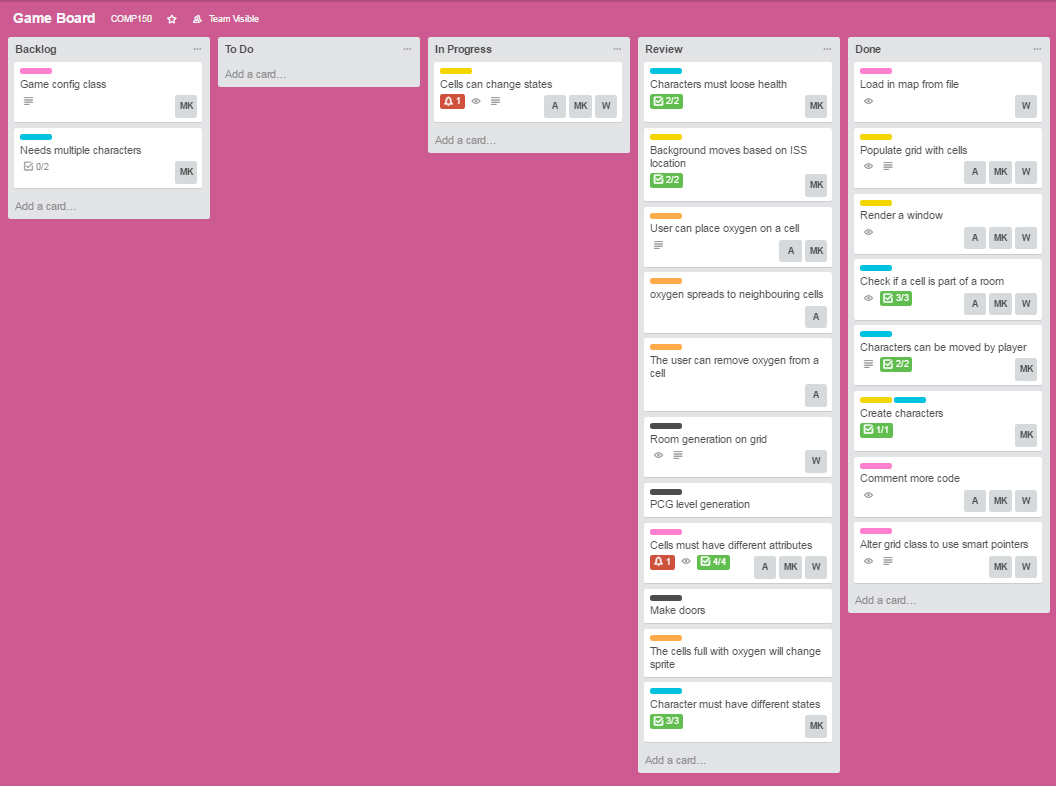 Game Board COMP150 Team Visible
Backlog
Game config class
MK
Needs multiple characters
0/2
MK
Add a card…
To Do
Add a card…
In Progress
Cells can change states
1
A MK W
Add a card…
Review
Characters must loose health
2/2
MK
Background moves based on ISS
location
2/2
MK
User can place oxygen on a cell
A MK
oxygen spreads to neighbouring cells
A
The user can remove oxygen from a
cell
A
Room generation on grid
W
PCG level generation
Cells must have different attributes
1 4/4
A MK W
Make doors
The cells full with oxygen will change
sprite
Character must have different states
3/3
MK
Add a card…
Done
Load in map from file
W
Populate grid with cells
A MK W
Render a window
A MK W
Check if a cell is part of a room
3/3
A MK W
Characters can be moved by player
2/2
MK
Create characters
1/1
MK
Comment more code
A MK W
Alter grid class to use smart pointers
MK W
Add a card…